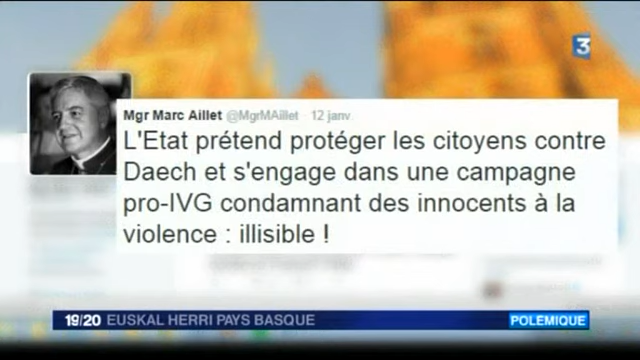 3
Mgr Marc Aillet @MgrMAillet · 12 janv.
L'Etat prétend protéger les citoyens contre
Daech et s'engage dans une campagne
pro-IVG condamnant des innocents à la
violence : illisible !
19/20 EUSKAL HERRI PAYS BASQUE
POLEMIQUE